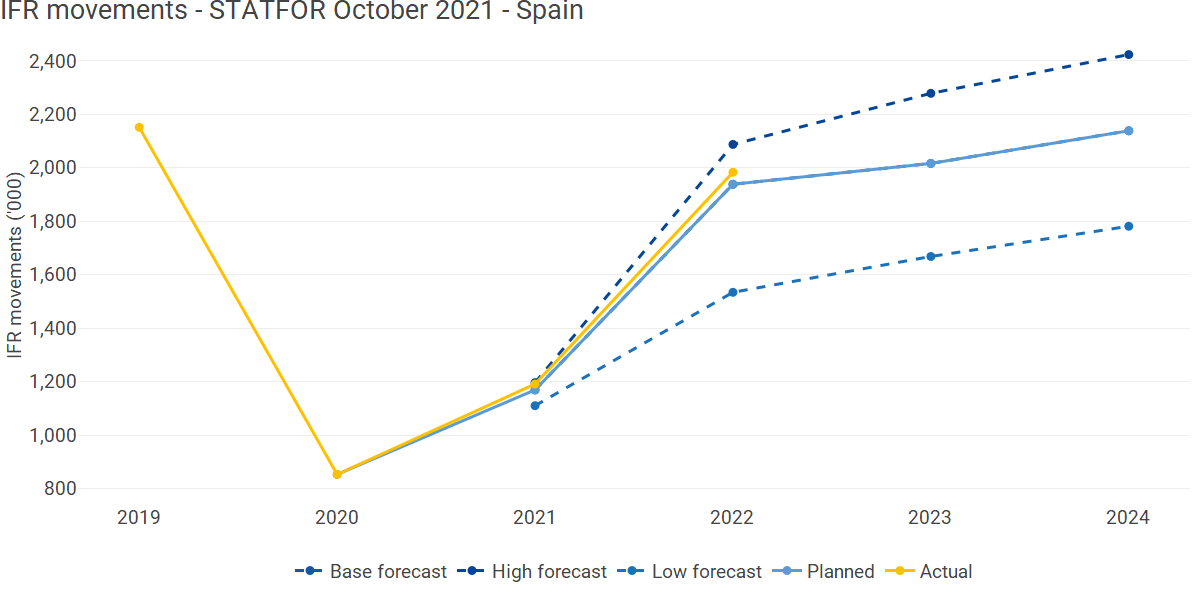 IFR movements - STATFOR October 2021 - Spain
IFR movements ('000)
2,400
2,200
2,000
1,800
1,600
1,400
1,200
1,000
800
2019 2020 2021 2022 2023 2024
Base forecast High forecast Low forecast Planned Actual